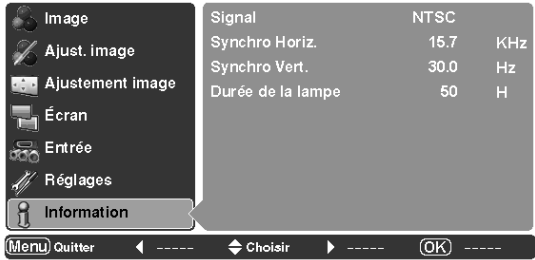 Image
Ajust. image
Ajustement image
Écran
Entrée
Réglages
Information
Signal NTSC
Synchro Horiz. 15.7 KHz
Synchro Vert. 30.0 Hz
Durée de la lampe 50 H
Menu Quitter ◀ ----- Choisir ▶ ----- OK -----